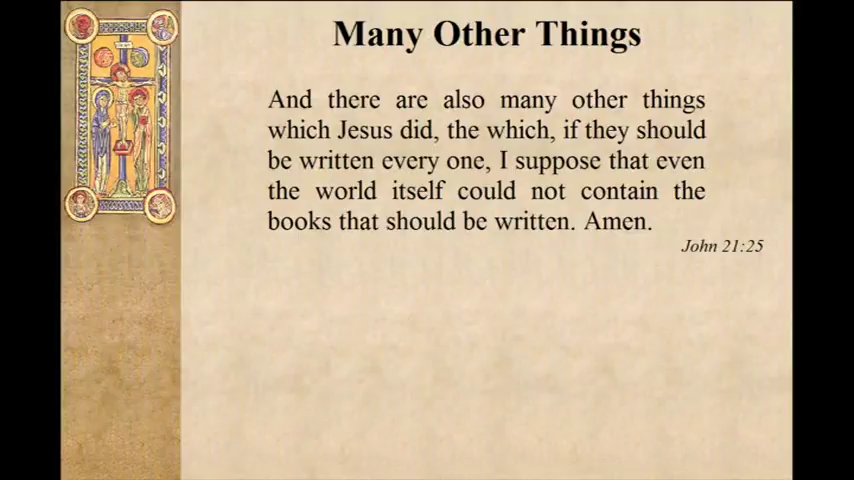 Many Other Things
And there are also many other things
which Jesus did, the which, if they should
be written every one, I suppose that even
the world itself could not contain the
books that should be written. Amen.
John 21:25